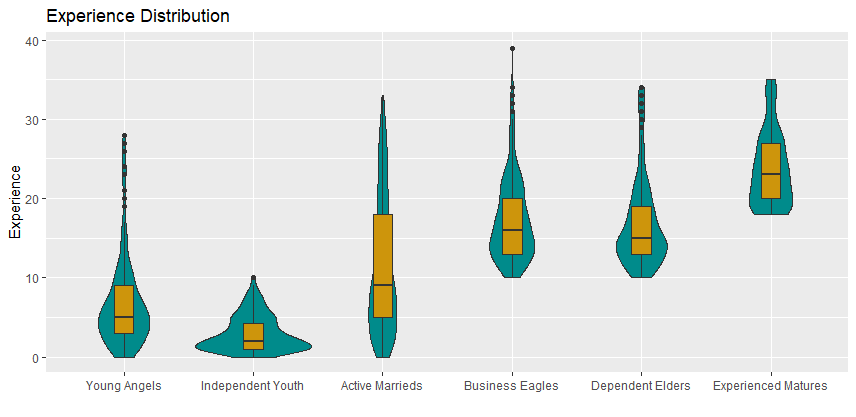 Experience Distribution
40
30
20
10
0
Experience
Young Angels Independent Youth Active Marrieds Business Eagles Dependent Elders Experienced Matures